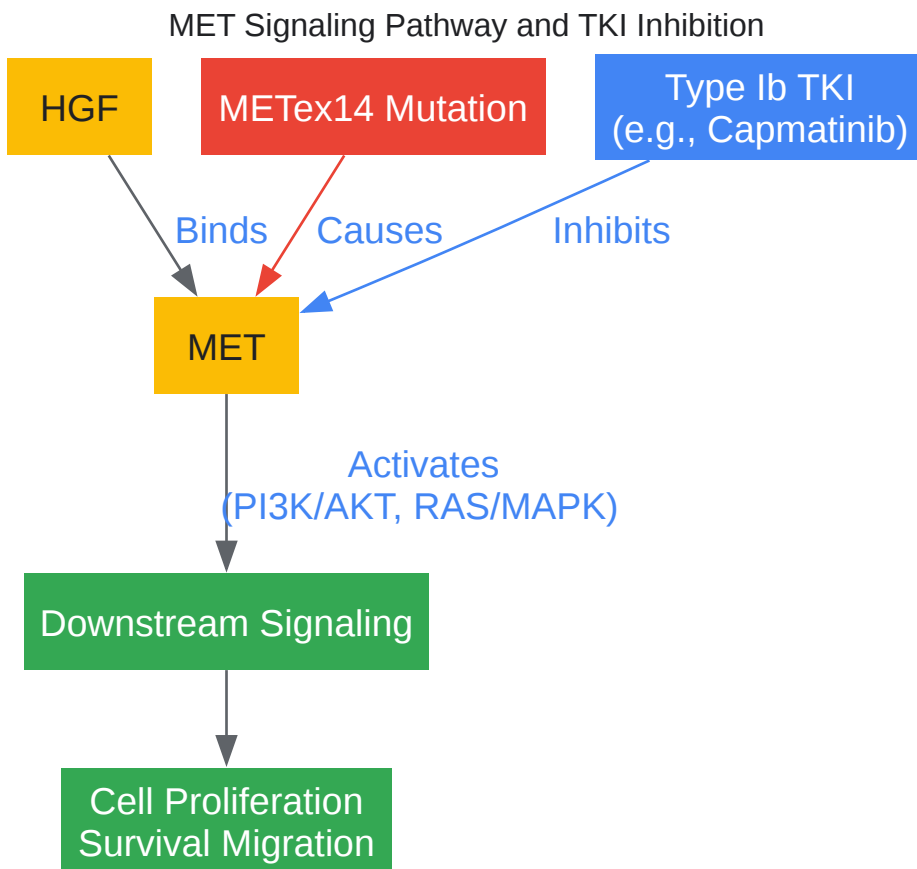 MET Signaling Pathway and TKI Inhibition
HGF
METex14 Mutation
Type Ib TKI
(e.g., Capmatinib)
Binds
Causes
Inhibits
MET
Activates
(PI3K/AKT, RAS/MAPK)
Downstream Signaling
Cell Proliferation
Survival Migration